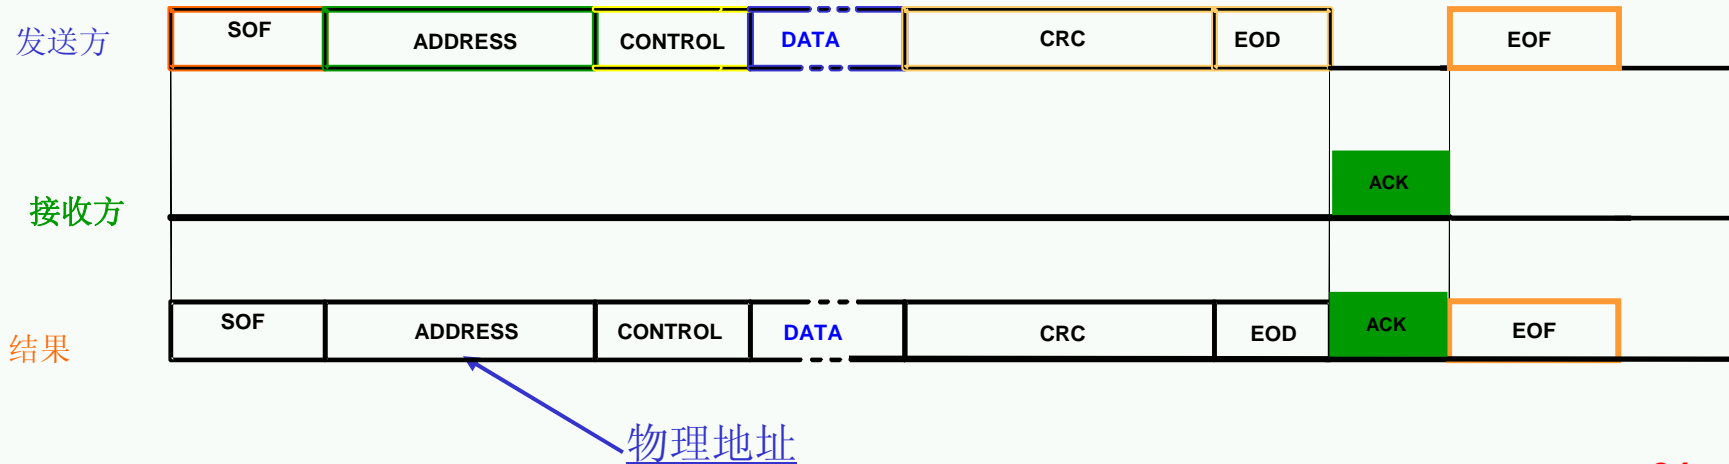 发送方 SOF ADDRESS CONTROL DATA CRC EOD EOF
接收方 ACK
结果 SOF ADDRESS CONTROL DATA CRC EOD ACK EOF
物理地址